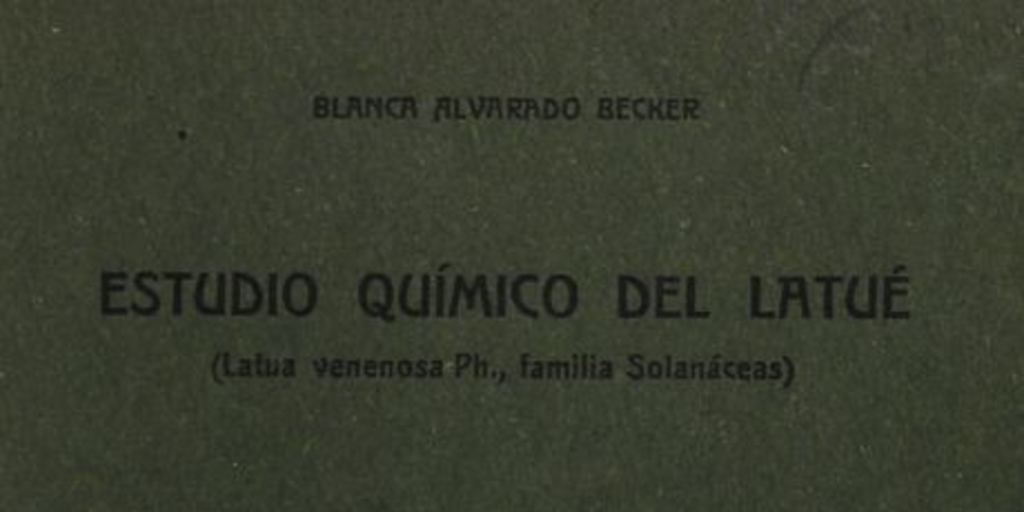 BLANCA ALVARADO BECKER
ESTUDIO QUÍMICO DEL LATUÉ
(Latua venenosa Ph., familia Solanáceas)